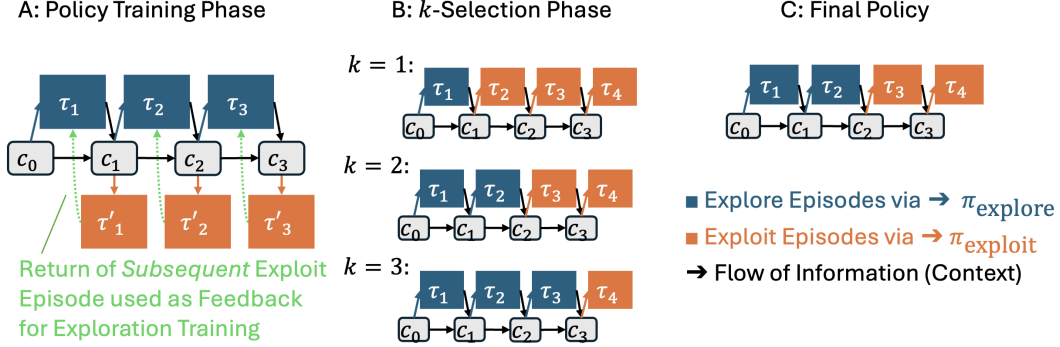 A: Policy Training Phase
τ₁ τ₂ τ₃
c₀ c₁ c₂ c₃
τ'₁ τ'₂ τ'₃
Return of Subsequent Exploit
Episode used as Feedback
for Exploration Training
B: k-Selection Phase
k = 1:
τ₁ τ₂ τ₃ τ₄
c₀ c₁ c₂ c₃
k = 2:
τ₁ τ₂ τ₃ τ₄
c₀ c₁ c₂ c₃
k = 3:
τ₁ τ₂ τ₃ τ₄
c₀ c₁ c₂ c₃
C: Final Policy
τ₁ τ₂ τ₃ τ₄
c₀ c₁ c₂ c₃
Explore Episodes via ➔ π_explore
Exploit Episodes via ➔ π_exploit
➔ Flow of Information (Context)